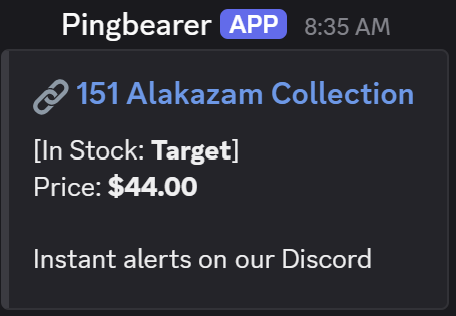 Pingbearer APP 8:35 AM
151 Alakazam Collection
[In Stock: Target]
Price: $44.00
Instant alerts on our Discord